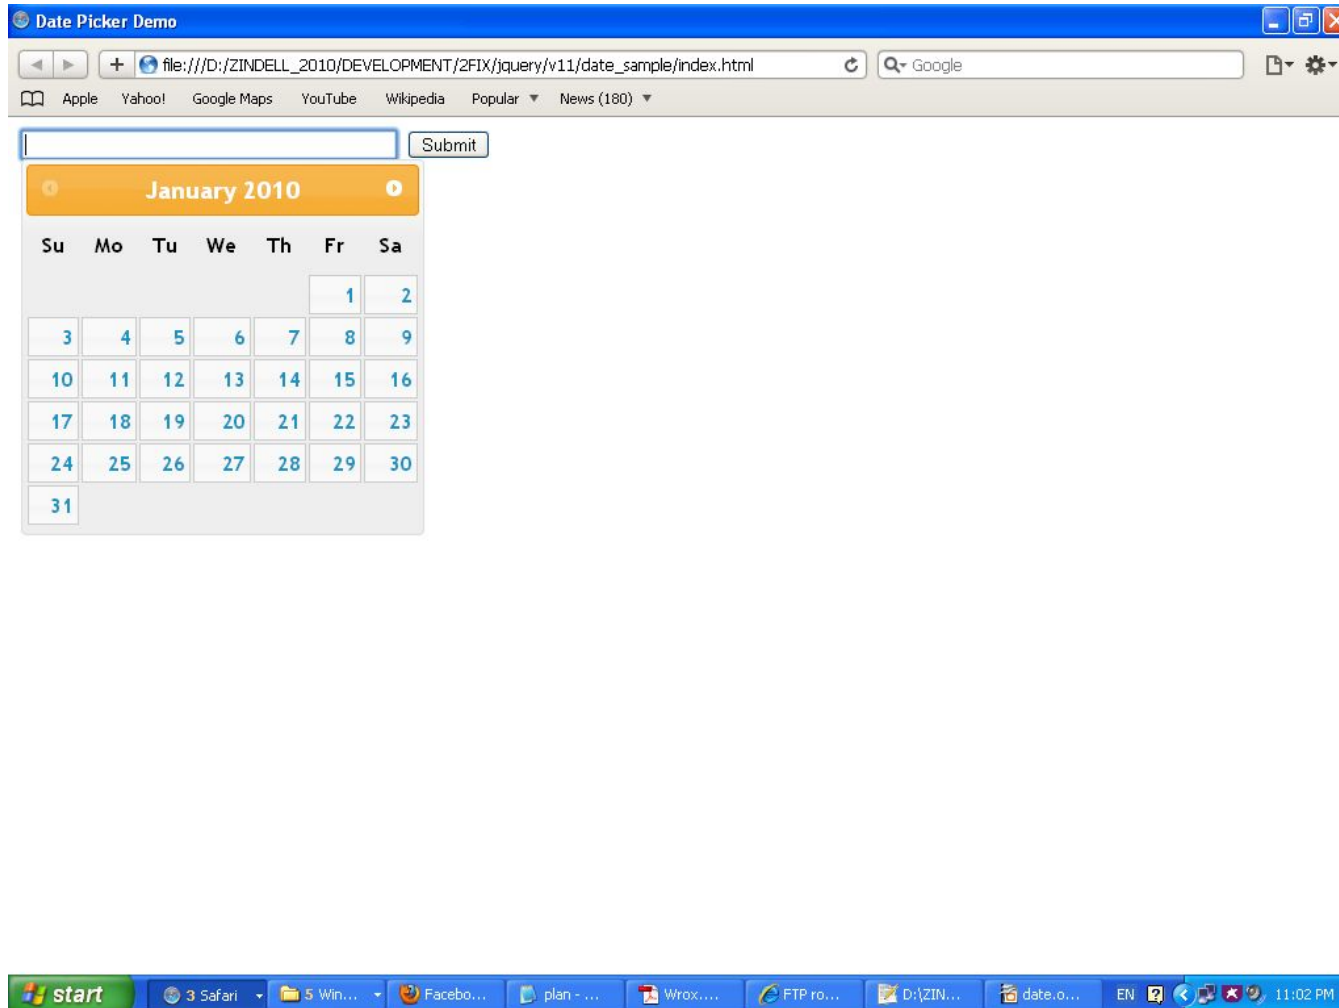 Date Picker Demo
file:///D:/ZINDELL_2010/DEVELOPMENT/2FIX/jquery/v11/date_sample/index.html Google
Apple Yahoo! Google Maps YouTube Wikipedia Popular News (180)
Submit
January 2010
Su Mo Tu We Th Fr Sa
1 2
3 4 5 6 7 8 9
10 11 12 13 14 15 16
17 18 19 20 21 22 23
24 25 26 27 28 29 30
31
start 3 Safari 5 Win... Facebo... plan - ... Wrox.... FTP ro... D:\ZIN... date.o... EN 11:02 PM